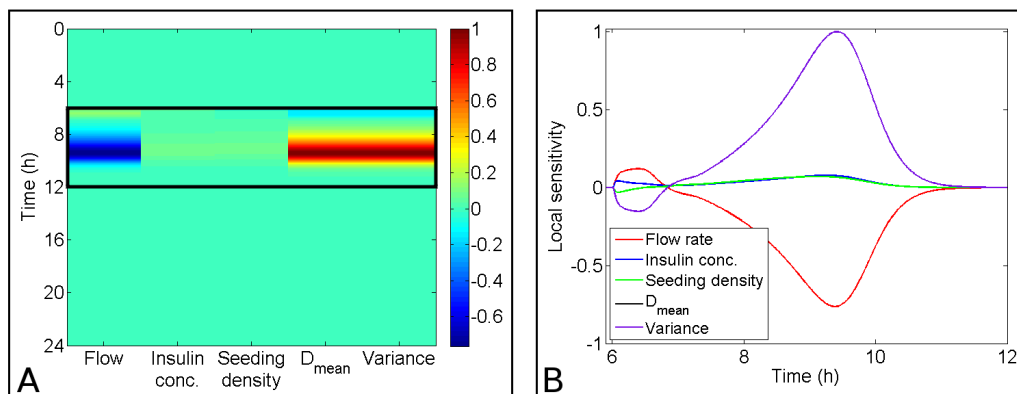 0
4
8
12
16
20
24
Time (h)
Flow
Insulin conc.
Seeding density
D_mean
Variance
1
0.8
0.6
0.4
0.2
0
-0.2
-0.4
-0.6
A
1
0.5
0
-0.5
-1
Local sensitivity
Flow rate
Insulin conc.
Seeding density
D_mean
Variance
6
8
10
12
Time (h)
B